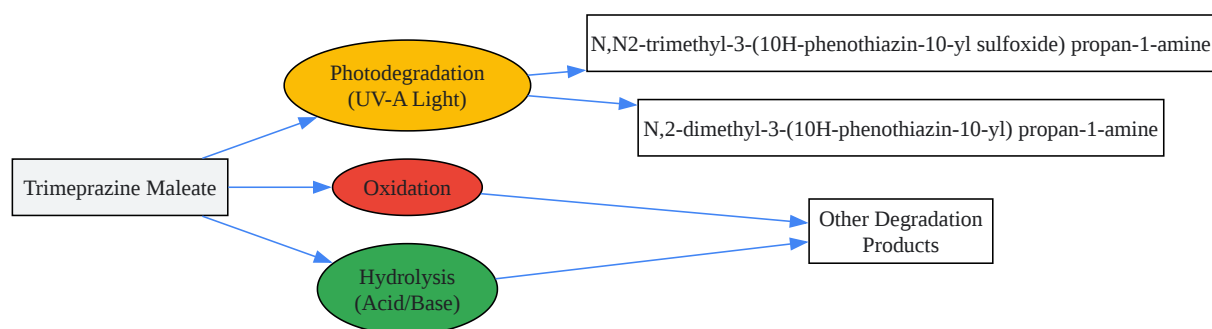 Trimeprazine Maleate
Photodegradation
(UV-A Light)
Oxidation
Hydrolysis
(Acid/Base)
N,N2-trimethyl-3-(10H-phenothiazin-10-yl sulfoxide) propan-1-amine
N,2-dimethyl-3-(10H-phenothiazin-10-yl) propan-1-amine
Other Degradation
Products